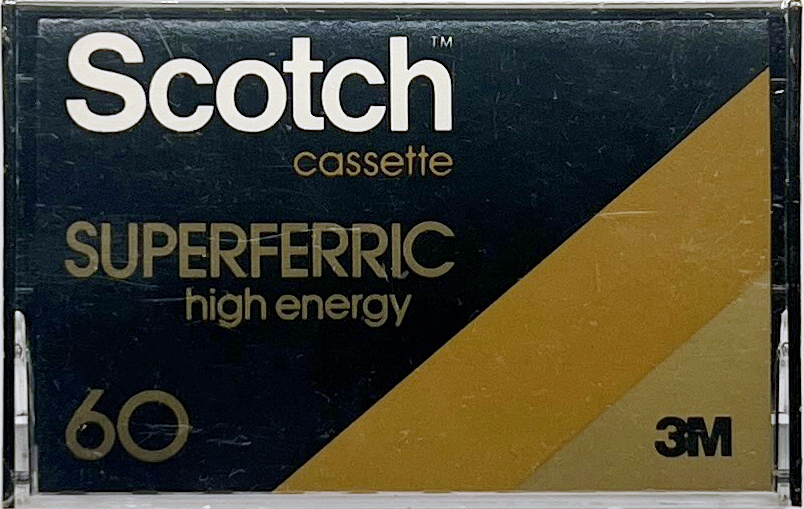 Scotch™
cassette
SUPERFERRIC
high energy
60
3M